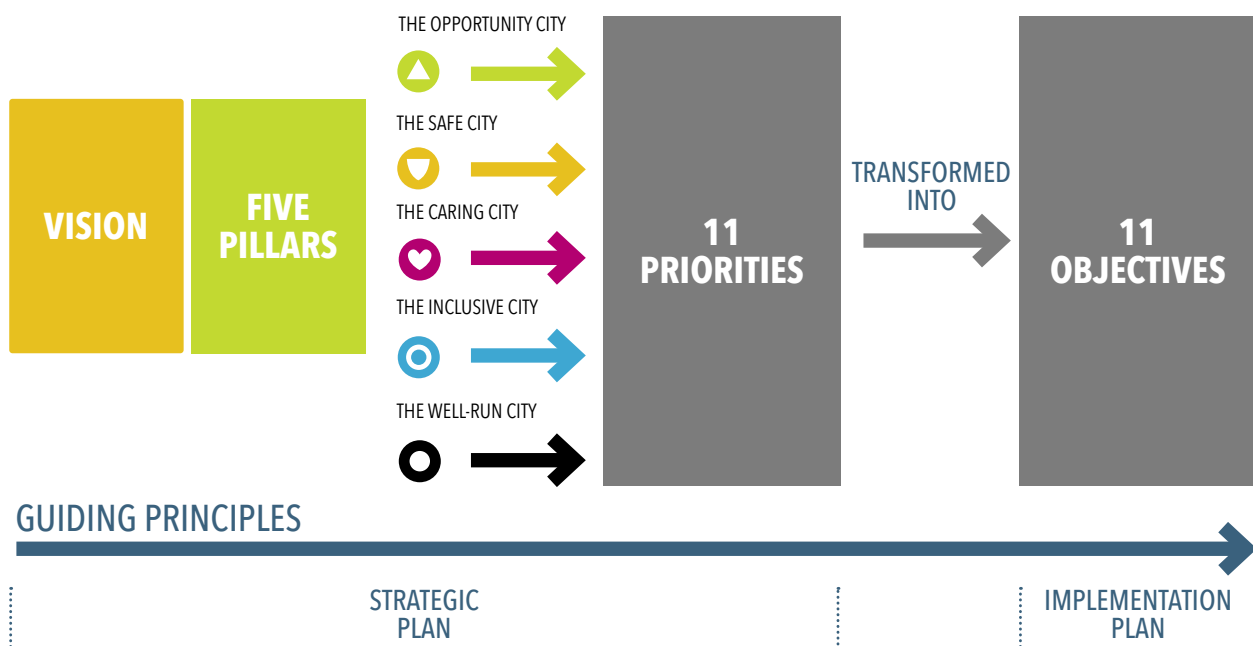 VISION
FIVE
PILLARS
THE OPPORTUNITY CITY
THE SAFE CITY
THE CARING CITY
THE INCLUSIVE CITY
THE WELL-RUN CITY
11
PRIORITIES
TRANSFORMED
INTO
11
OBJECTIVES
GUIDING PRINCIPLES
STRATEGIC
PLAN
IMPLEMENTATION
PLAN